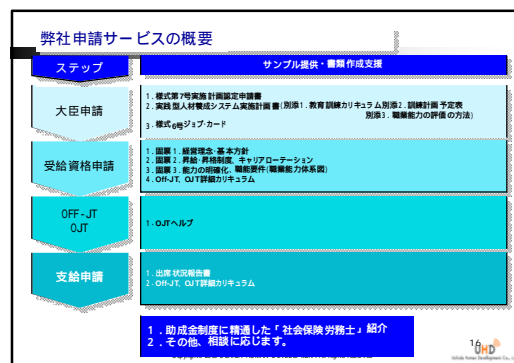 弊社申請サービスの概要
ステップ
サンプル提供・書類作成支援
大臣申請
1．様式第7号実施計画認定申請書
2．実践型人材養成システム実施計画書(別添1．教育訓練カリキュラム別添2．訓練計画予定表
別添3．職業能力の評価の方法)
3．様式6号ジョブ・カード
受給資格申請
1．固票1．経営理念・基本方針
2．固票2．昇給・昇格制度、キャリアローテーション
3．固票3．能力の明確化、職能要件(職業能力体系図)
4．Off-JT、OJT詳細カリキュラム
OFF-JT
OJT
1．OJTヘルプ
支給申請
1．出席状況報告書
2．Off-JT、OJT詳細カリキュラム
1．助成金制度に精通した「社会保険労務士」紹介
2．その他、相談に応じます。
16
UHD